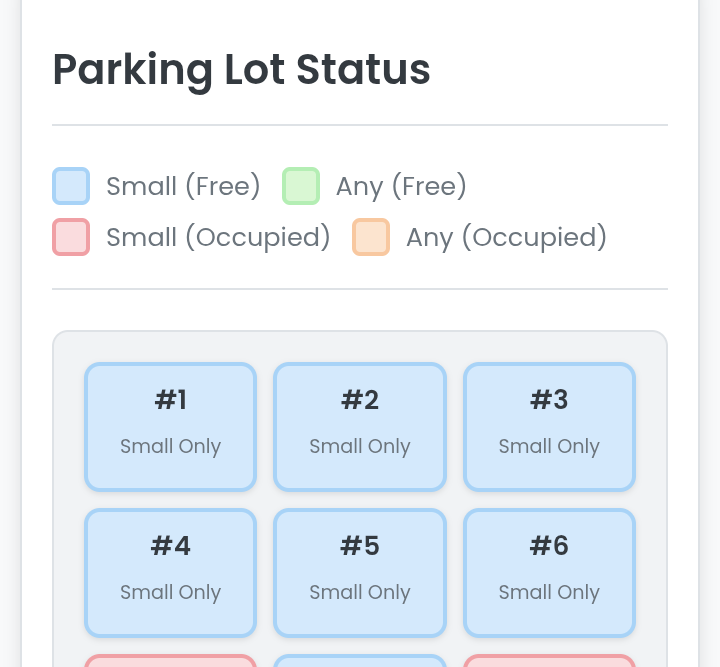 Parking Lot Status
Small (Free) Any (Free)
Small (Occupied) Any (Occupied)
#1 #2 #3
Small Only Small Only Small Only
#4 #5 #6
Small Only Small Only Small Only